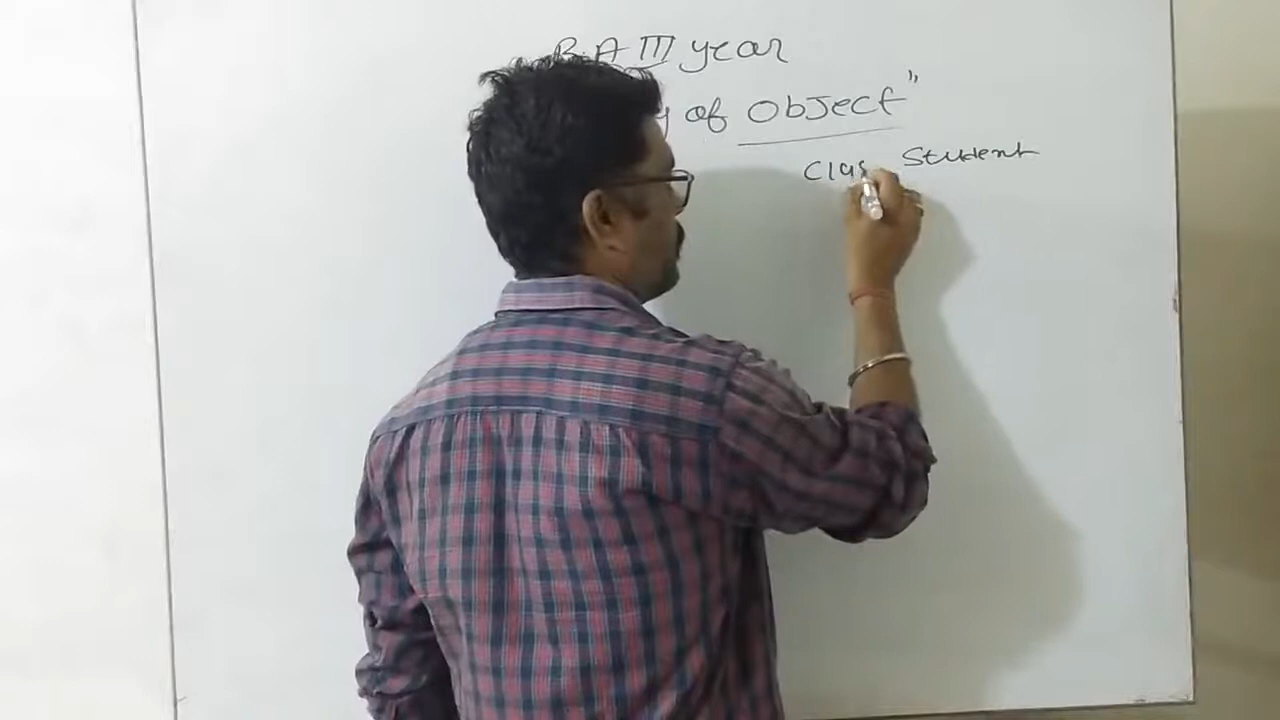 B.A III year
of Object"
Clas Student